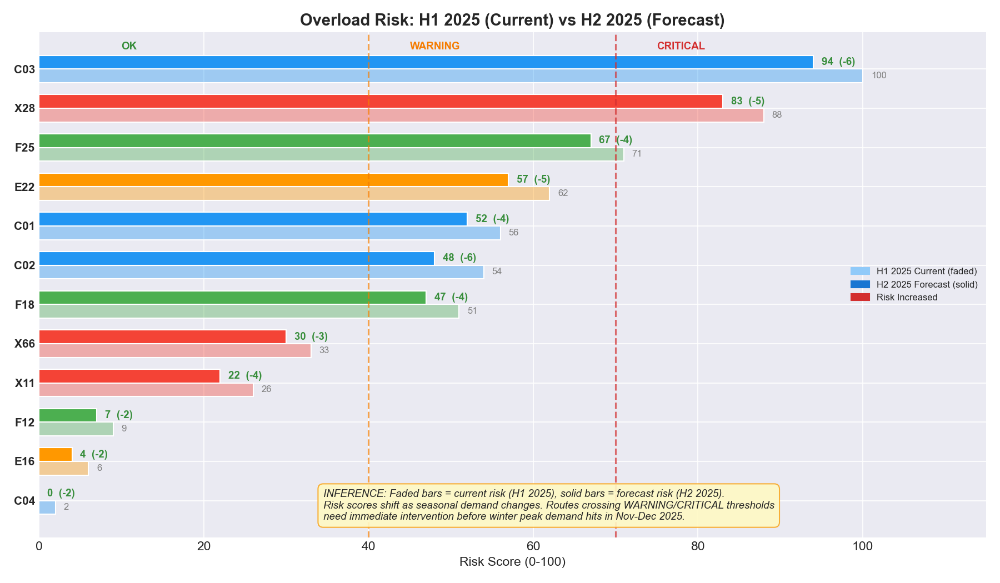 Overload Risk: H1 2025 (Current) vs H2 2025 (Forecast)
OK WARNING CRITICAL
C03 94 (-6)
100
X28 83 (-5)
88
F25 67 (-4)
71
E22 57 (-5)
62
C01 52 (-4)
56
C02 48 (-6)
54
H1 2025 Current (faded)
H2 2025 Forecast (solid)
Risk Increased
F18 47 (-4)
51
X66 30 (-3)
33
X11 22 (-4)
26
F12 7 (-2)
9
E16 4 (-2)
6
C04 0 (-2)
2
INFERENCE: Faded bars = current risk (H1 2025), solid bars = forecast risk (H2 2025).
Risk scores shift as seasonal demand changes. Routes crossing WARNING/CRITICAL thresholds
need immediate intervention before winter peak demand hits in Nov-Dec 2025.
0 20 40 60 80 100
Risk Score (0-100)